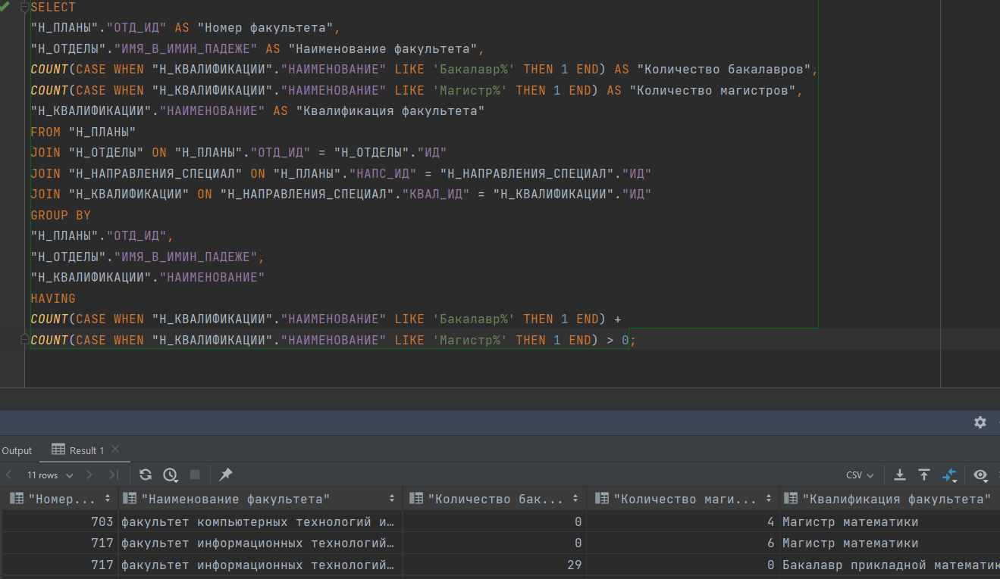 SELECT
"Н_ПЛАНЫ"."ОТД_ИД" AS "Номер факультета",
"Н_ОТДЕЛЫ"."ИМЯ_В_ИМИН_ПАДЕЖЕ" AS "Наименование факультета",
COUNT(CASE WHEN "Н_КВАЛИФИКАЦИИ"."НАИМЕНОВАНИЕ" LIKE 'Бакалавр%' THEN 1 END) AS "Количество бакалавров",
COUNT(CASE WHEN "Н_КВАЛИФИКАЦИИ"."НАИМЕНОВАНИЕ" LIKE 'Магистр%' THEN 1 END) AS "Количество магистров",
"Н_КВАЛИФИКАЦИИ"."НАИМЕНОВАНИЕ" AS "Квалификация факультета"
FROM "Н_ПЛАНЫ"
JOIN "Н_ОТДЕЛЫ" ON "Н_ПЛАНЫ"."ОТД_ИД" = "Н_ОТДЕЛЫ"."ИД"
JOIN "Н_НАПРАВЛЕНИЯ_СПЕЦИАЛ" ON "Н_ПЛАНЫ"."НАПС_ИД" = "Н_НАПРАВЛЕНИЯ_СПЕЦИАЛ"."ИД"
JOIN "Н_КВАЛИФИКАЦИИ" ON "Н_НАПРАВЛЕНИЯ_СПЕЦИАЛ"."КВАЛ_ИД" = "Н_КВАЛИФИКАЦИИ"."ИД"
GROUP BY
"Н_ПЛАНЫ"."ОТД_ИД",
"Н_ОТДЕЛЫ"."ИМЯ_В_ИМИН_ПАДЕЖЕ",
"Н_КВАЛИФИКАЦИИ"."НАИМЕНОВАНИЕ"
HAVING
COUNT(CASE WHEN "Н_КВАЛИФИКАЦИИ"."НАИМЕНОВАНИЕ" LIKE 'Бакалавр%' THEN 1 END) +
COUNT(CASE WHEN "Н_КВАЛИФИКАЦИИ"."НАИМЕНОВАНИЕ" LIKE 'Магистр%' THEN 1 END) > 0;
Output Result 1
11 rows CSV
"Номер... "Наименование факультета" "Количество бак... "Количество маги... "Квалификация факультета"
703 факультет компьютерных технологий и… 0 4 Магистр математики
717 факультет информационных технологий… 0 6 Магистр математики
717 факультет информационных технологий… 29 0 Бакалавр прикладной математик